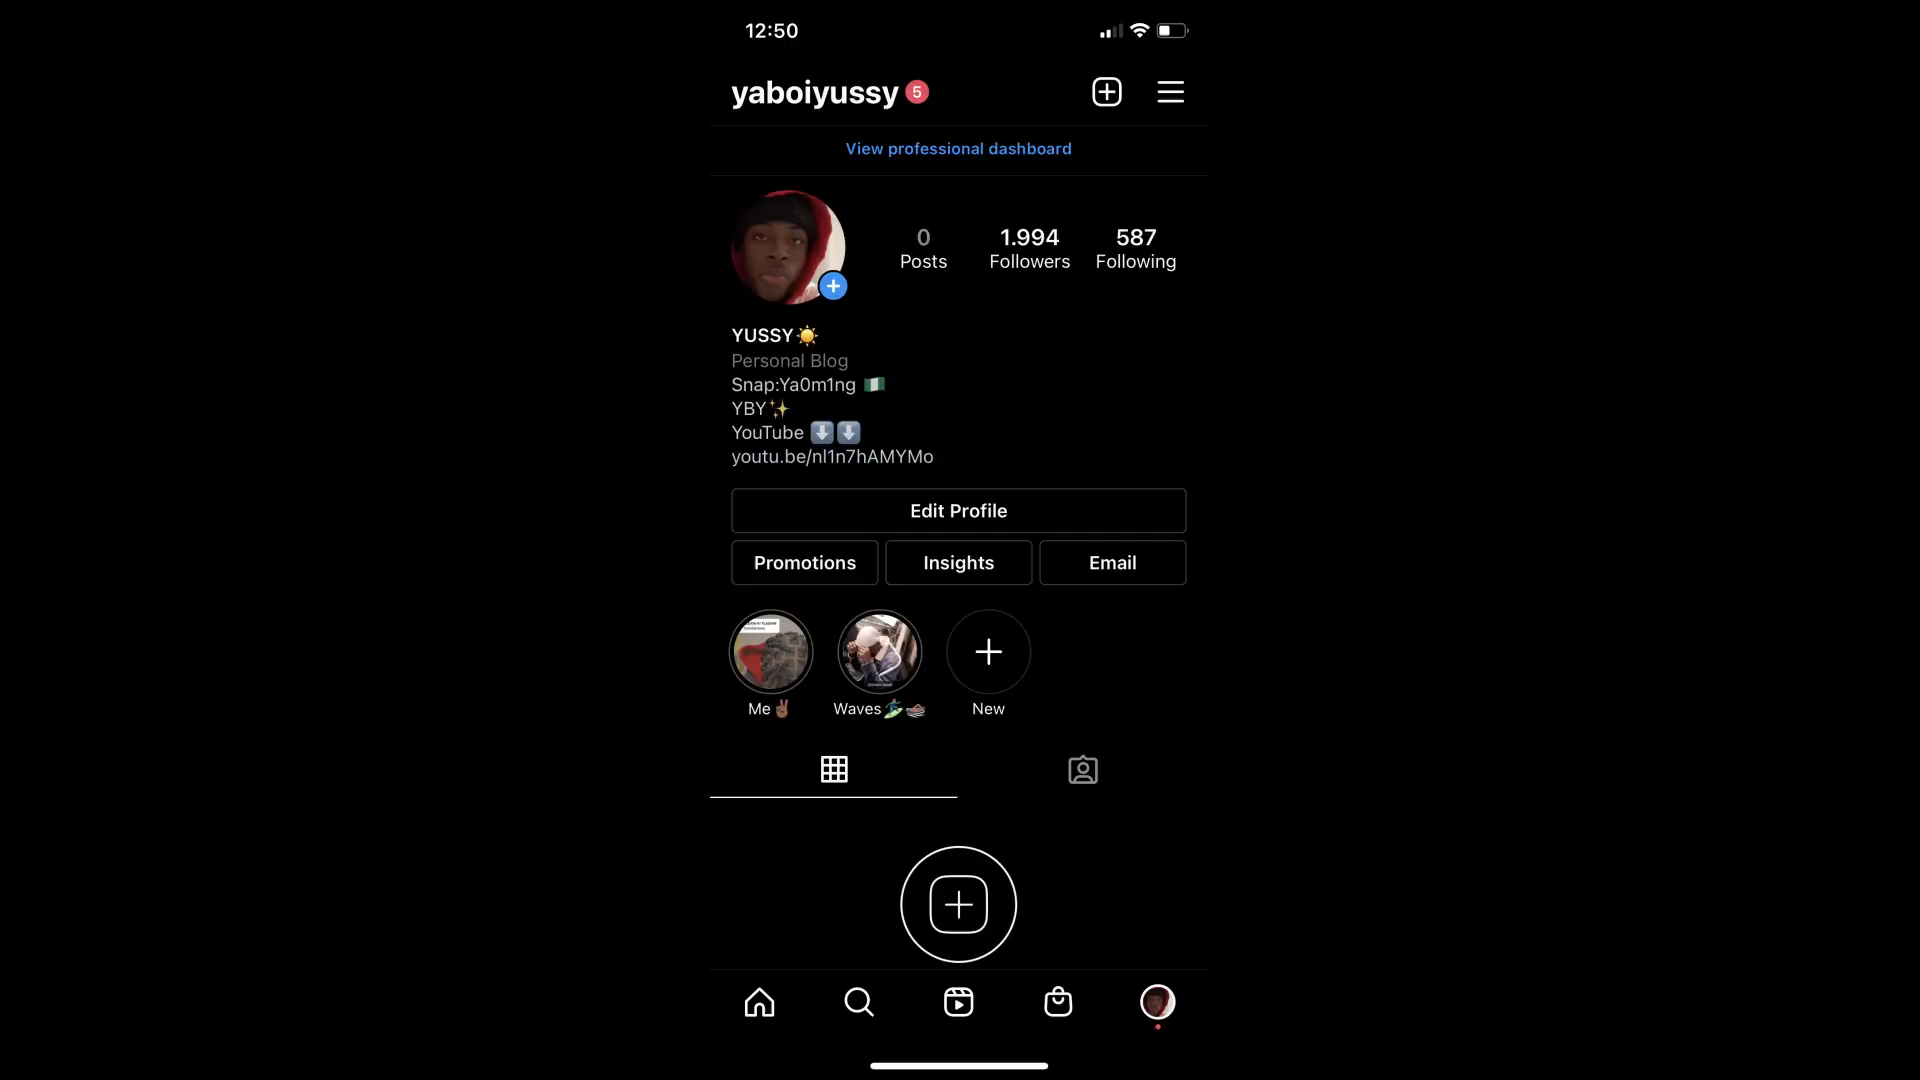 12:50
yaboiyussy 5
View professional dashboard
0
Posts
1.994
Followers
587
Following
YUSSY☀️
Personal Blog
Snap:Ya0m1ng 🇳🇬
YBY✨
YouTube ⬇️⬇️
youtu.be/nl1n7hAMYMo
Edit Profile
Promotions
Insights
Email
Me✌🏾
Waves🏄🏾‍♂️
New